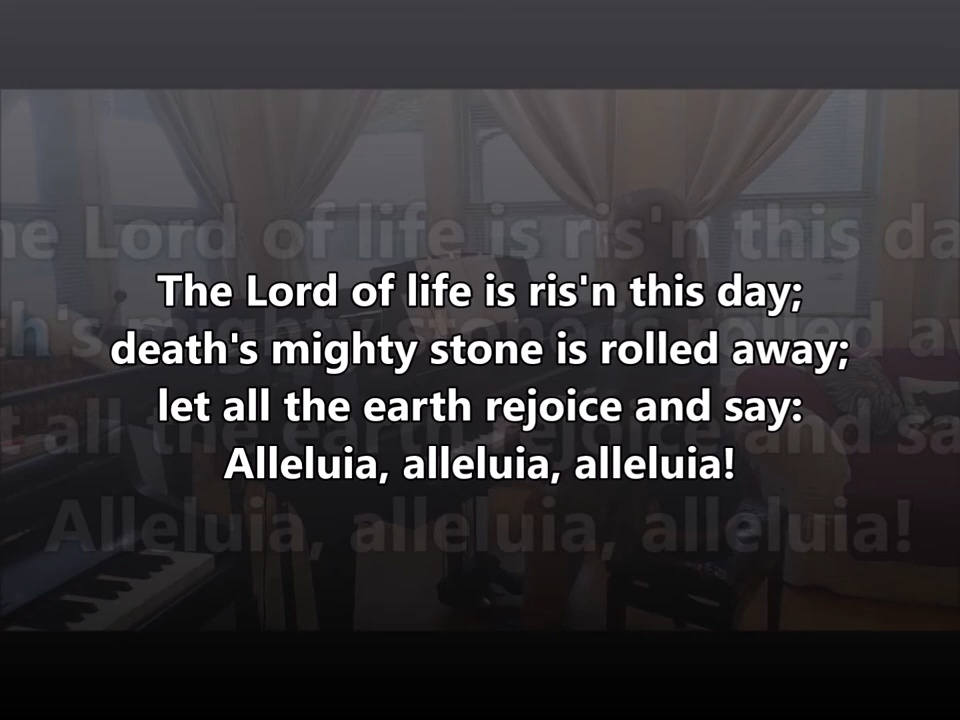 The Lord of life is ris'n this day;
death's mighty stone is rolled away;
let all the earth rejoice and say:
Alleluia, alleluia, alleluia!